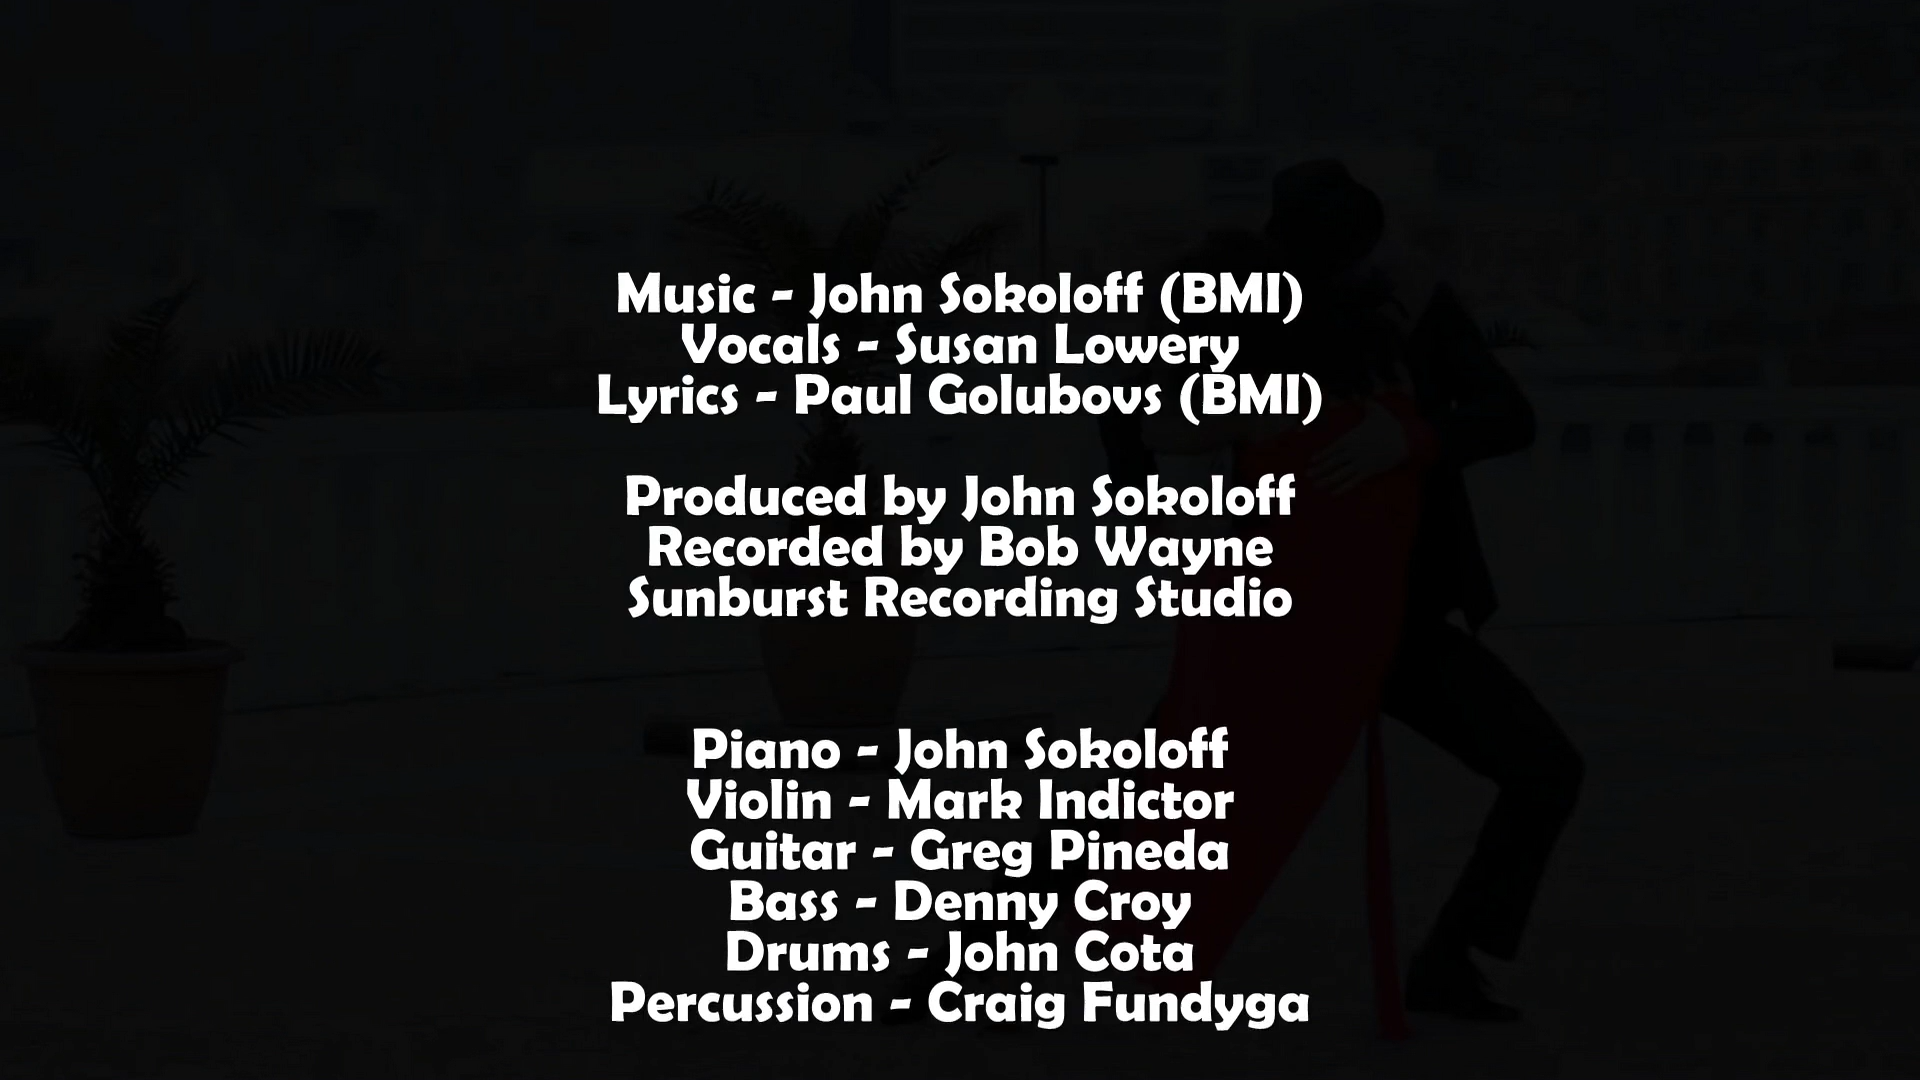 Music - John Sokoloff (BMI)
Vocals - Susan Lowery
Lyrics - Paul Golubovs (BMI)
Produced by John Sokoloff
Recorded by Bob Wayne
Sunburst Recording Studio
Piano - John Sokoloff
Violin - Mark Indictor
Guitar - Greg Pineda
Bass - Denny Croy
Drums - John Cota
Percussion - Craig Fundyga